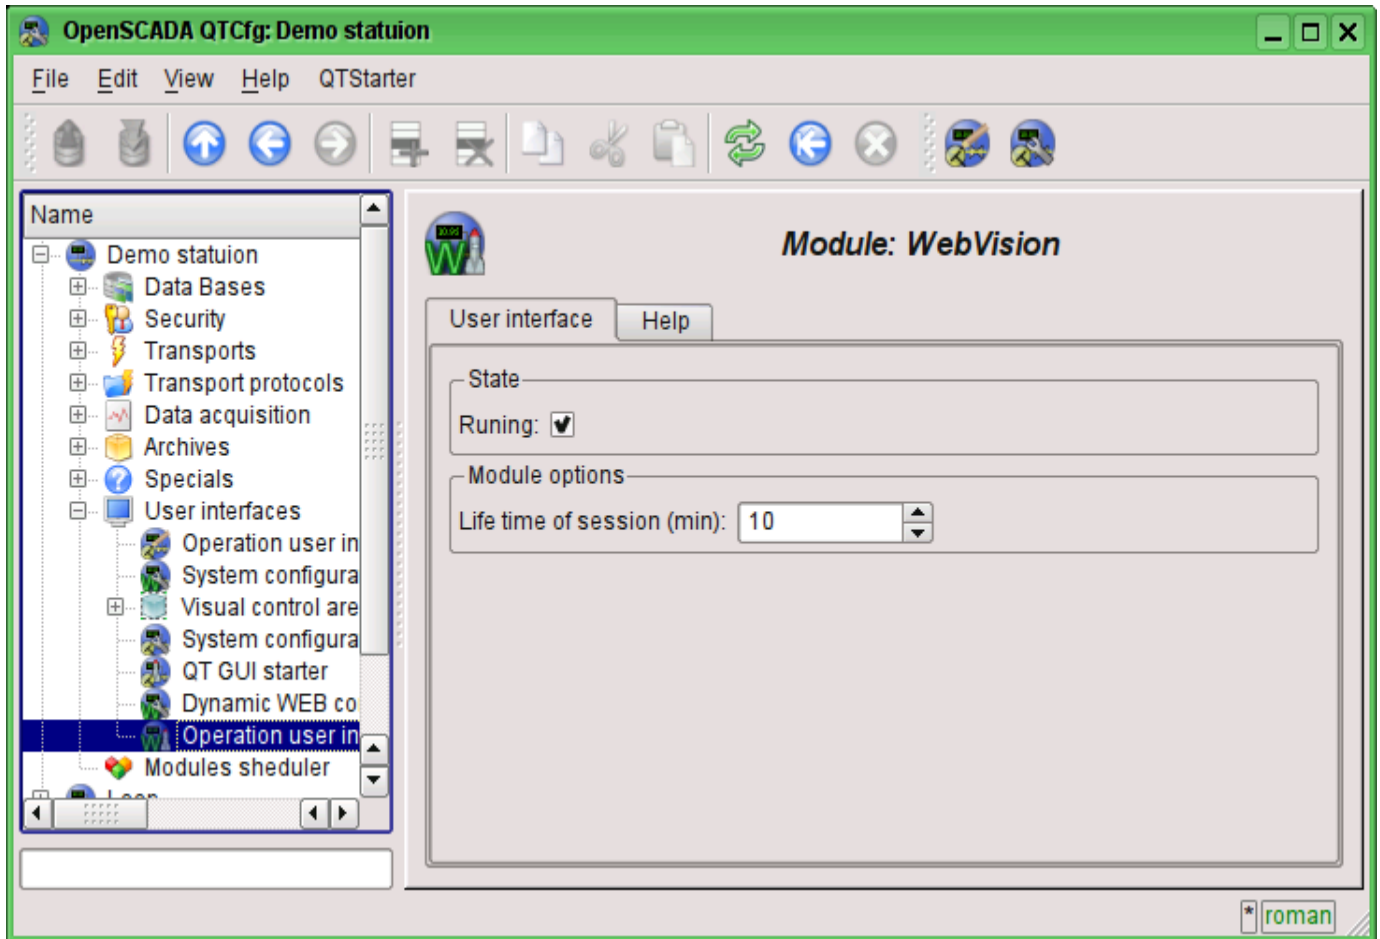 OpenSCADA QTCfg: Demo statuion
File Edit View Help QTStarter
Name
Demo statuion
Data Bases
Security
Transports
Transport protocols
Data acquisition
Archives
Specials
User interfaces
Operation user in
System configura
Visual control are
System configura
QT GUI starter
Dynamic WEB co
Operation user in
Modules sheduler
Module: WebVision
User interface Help
State
Runing:
Module options
Life time of session (min): 10
* roman